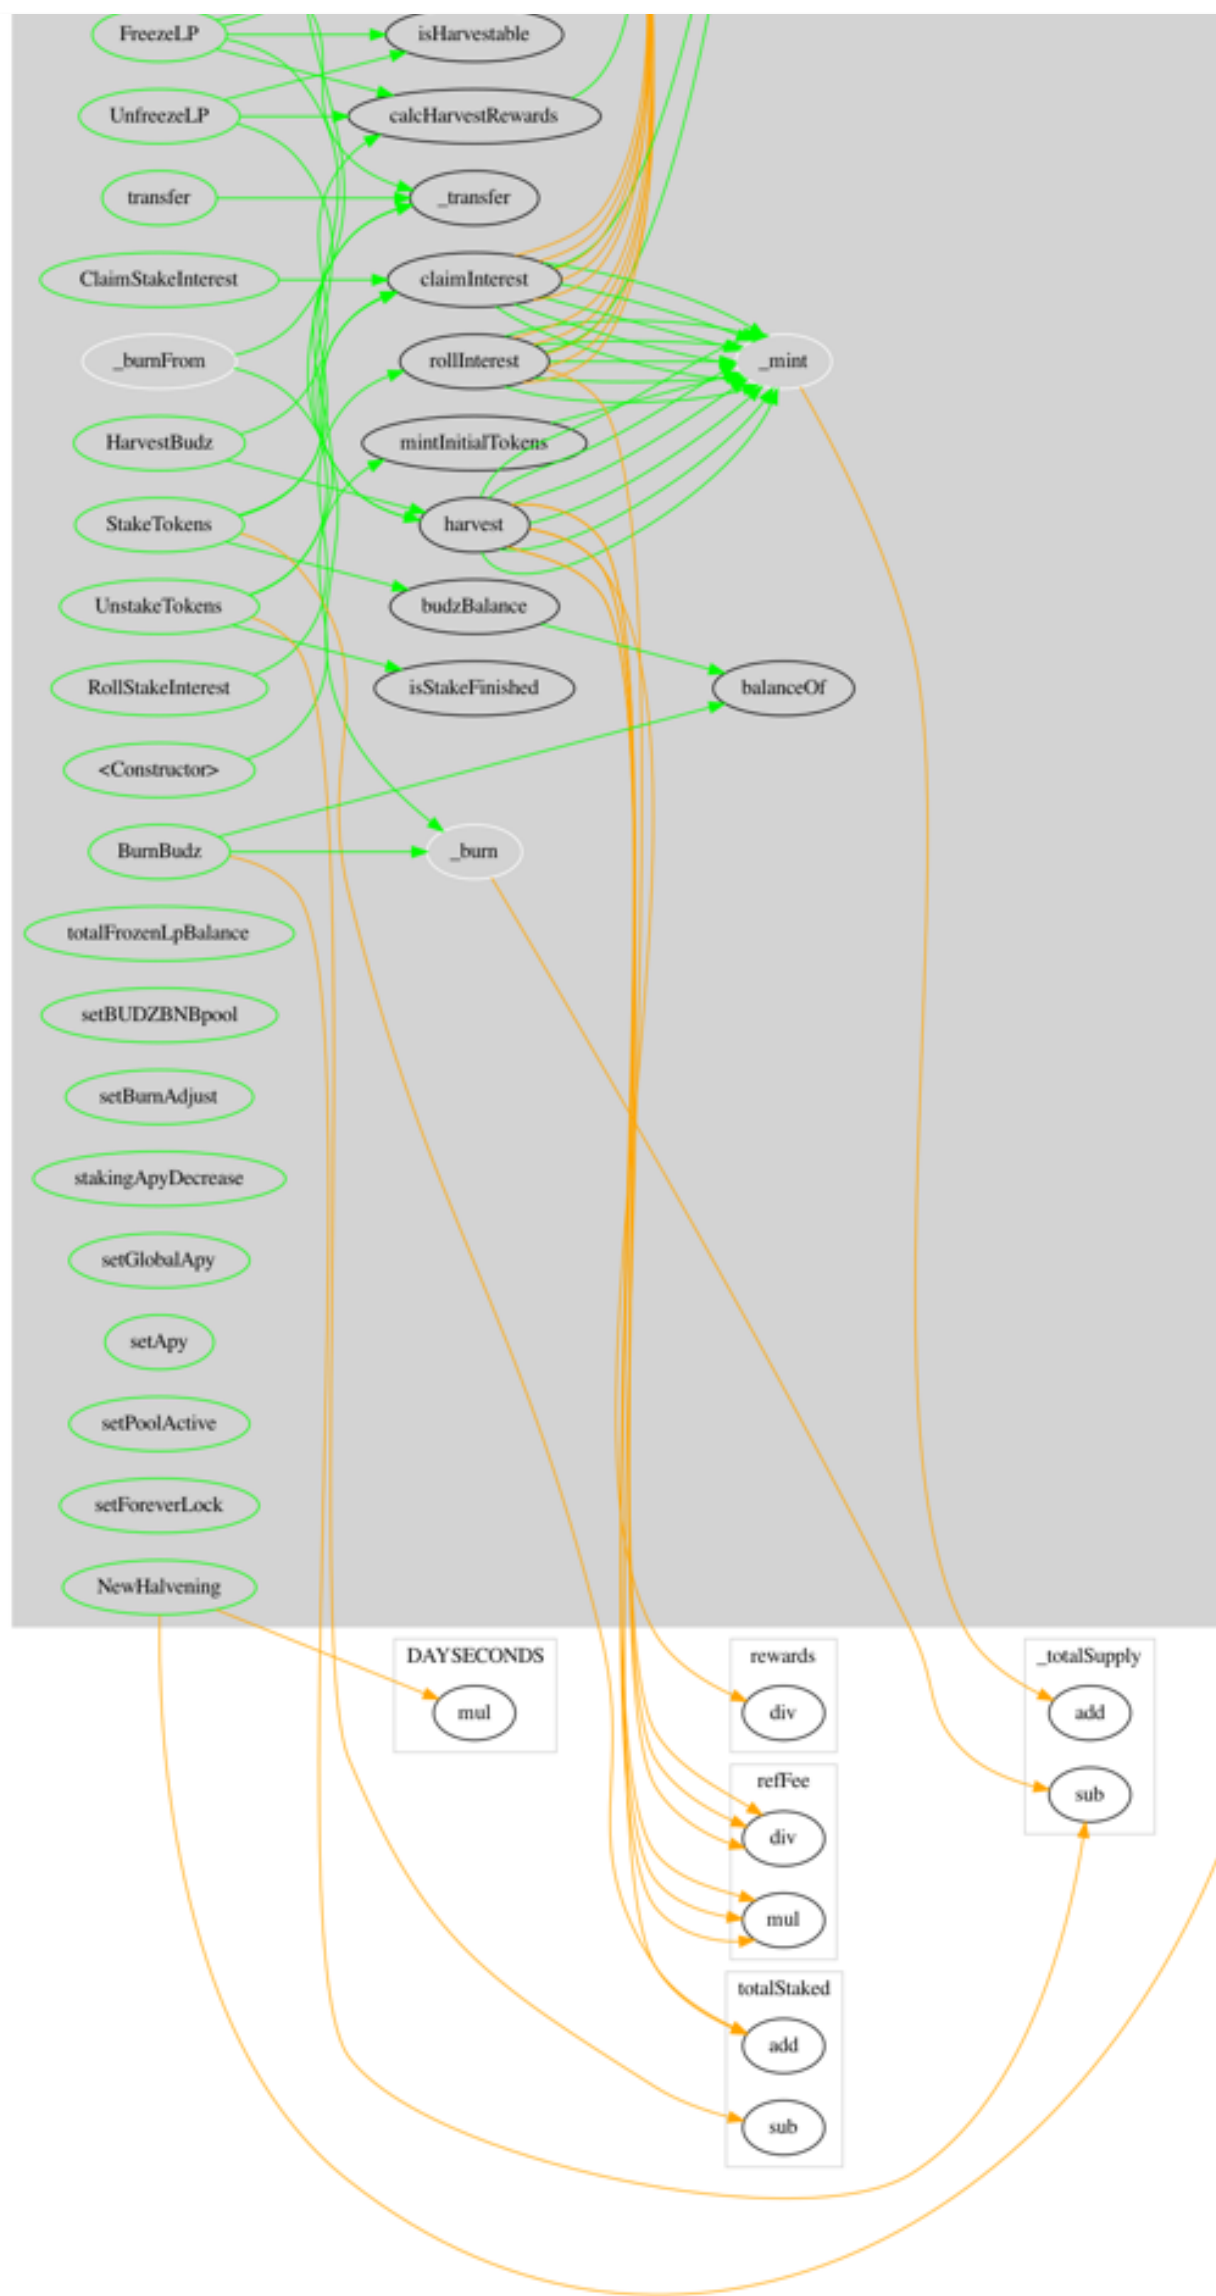 FreezeLP
isHarvestable
UnfreezeLP
calcHarvestRewards
transfer
_transfer
ClaimStakeInterest
claimInterest
_burnFrom
rollInterest
_mint
HarvestBudz
mintInitialTokens
StakeTokens
harvest
UnstakeTokens
budzBalance
RollStakeInterest
isStakeFinished
balanceOf
<Constructor>
BurnBudz
_burn
totalFrozenLpBalance
setBUDZBNBpool
setBurnAdjust
stakingApyDecrease
setGlobalApy
setApy
setPoolActive
setForeverLock
NewHalvening
DAYSECONDS
mul
rewards
div
_totalSupply
add
sub
refFee
div
mul
totalStaked
add
sub